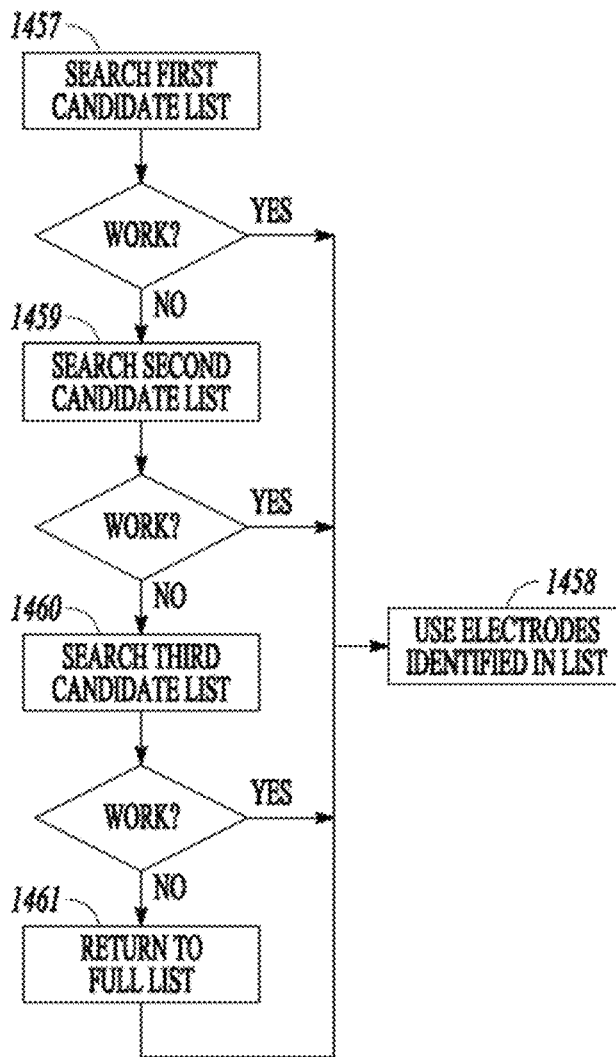 1457
SEARCH FIRST
CANDIDATE LIST
WORK?
YES
NO
1459
SEARCH SECOND
CANDIDATE LIST
WORK?
YES
NO
1460
SEARCH THIRD
CANDIDATE LIST
1458
USE ELECTRODES
IDENTIFIED IN LIST
WORK?
YES
NO
1461
RETURN TO
FULL LIST